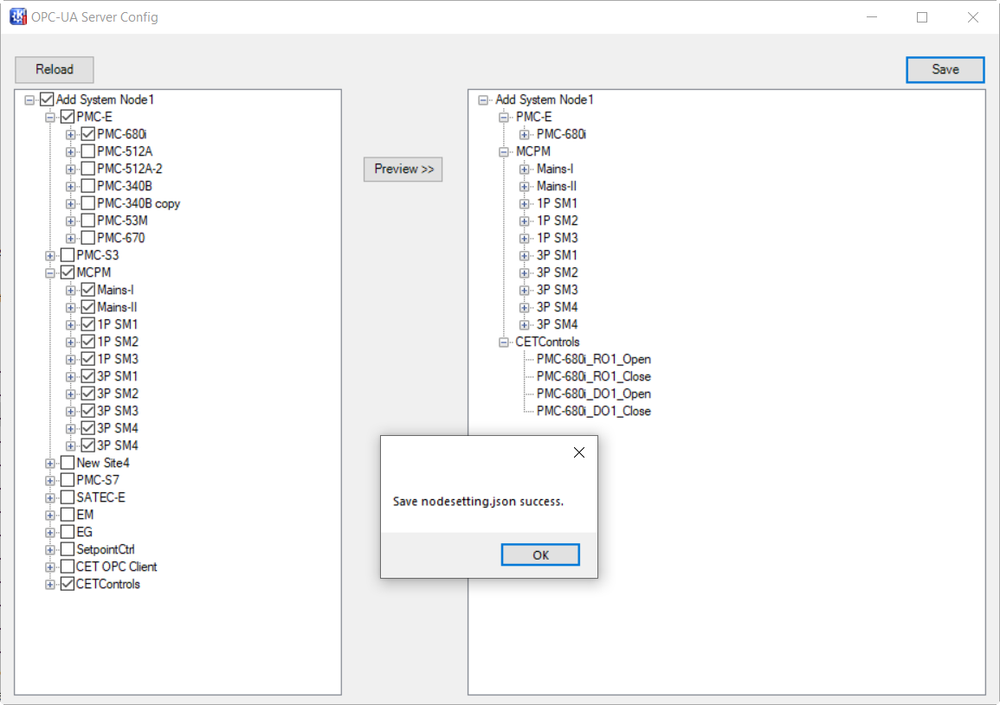 OPC-UA Server Config
Reload
Save
Add System Node1
PMC-E
PMC-680i
PMC-512A
PMC-512A-2
PMC-340B
PMC-340B copy
PMC-53M
PMC-670
PMC-S3
MCPM
Mains-I
Mains-II
1P SM1
1P SM2
1P SM3
3P SM1
3P SM2
3P SM3
3P SM4
3P SM4
New Site4
PMC-S7
SATEC-E
EM
EG
SetpointCtrl
CET OPC Client
CETControls
Preview >>
Add System Node1
PMC-E
PMC-680i
MCPM
Mains-I
Mains-II
1P SM1
1P SM2
1P SM3
3P SM1
3P SM2
3P SM3
3P SM4
3P SM4
CETControls
PMC-680i_RO1_Open
PMC-680i_RO1_Close
PMC-680i_DO1_Open
PMC-680i_DO1_Close
Save nodesetting.json success.
OK